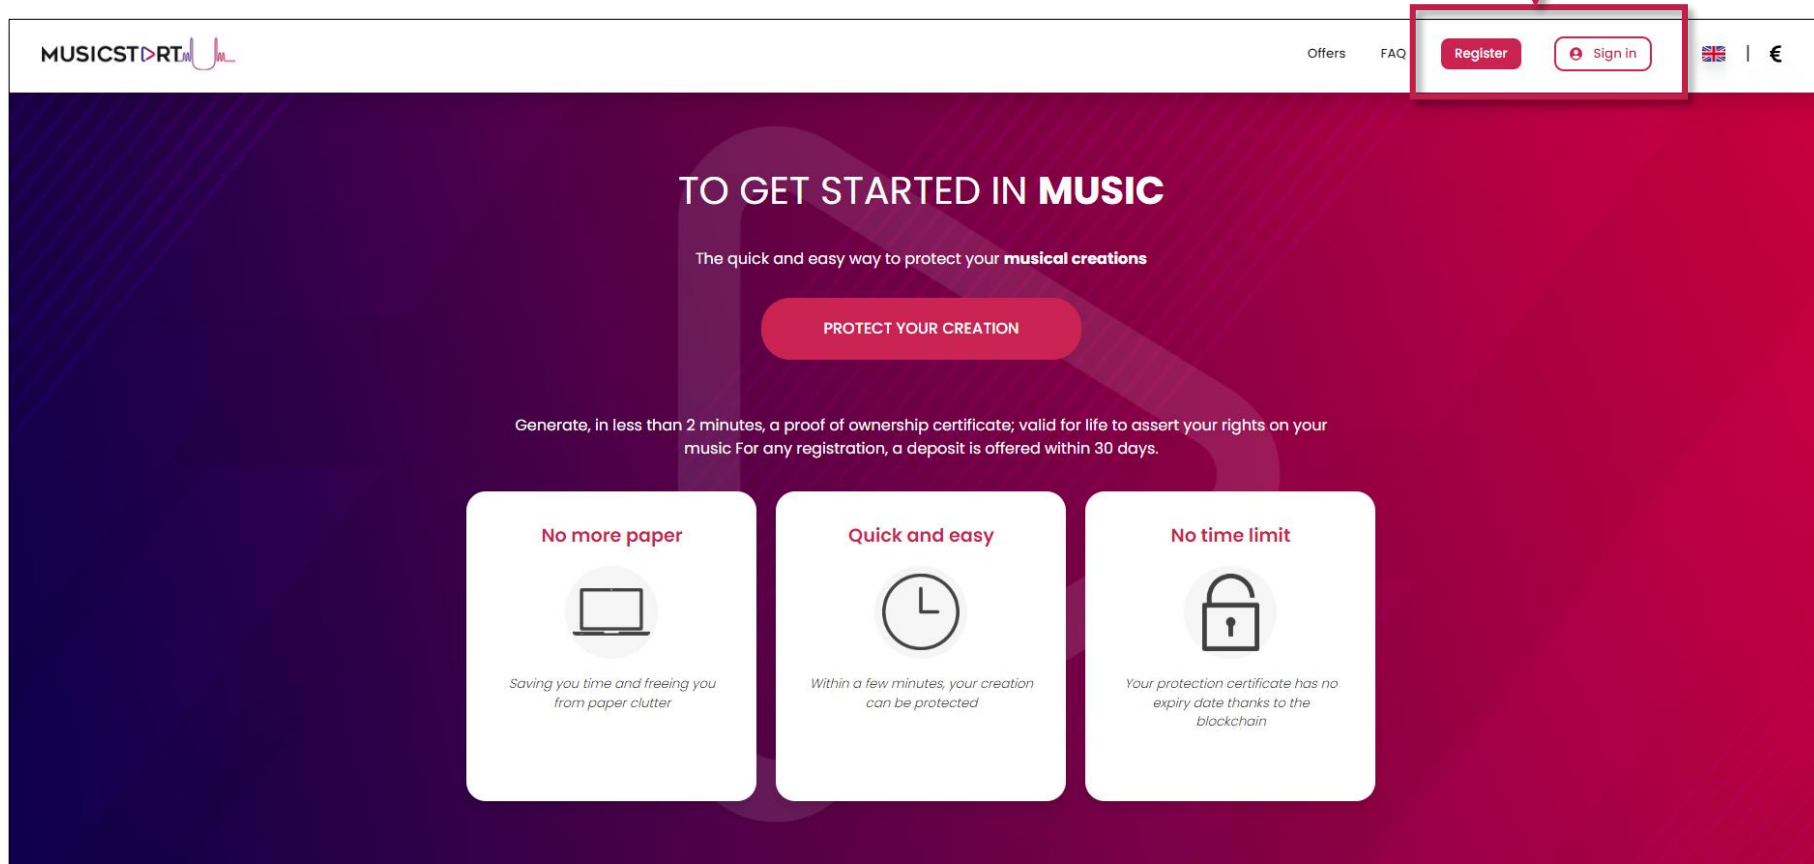 MUSICSTART
Offers FAQ Register Sign in | €
TO GET STARTED IN MUSIC
The quick and easy way to protect your musical creations
PROTECT YOUR CREATION
Generate, in less than 2 minutes, a proof of ownership certificate; valid for life to assert your rights on your
music For any registration, a deposit is offered within 30 days.
No more paper
Saving you time and freeing you
from paper clutter
Quick and easy
Within a few minutes, your creation
can be protected
No time limit
Your protection certificate has no
expiry date thanks to the
blockchain